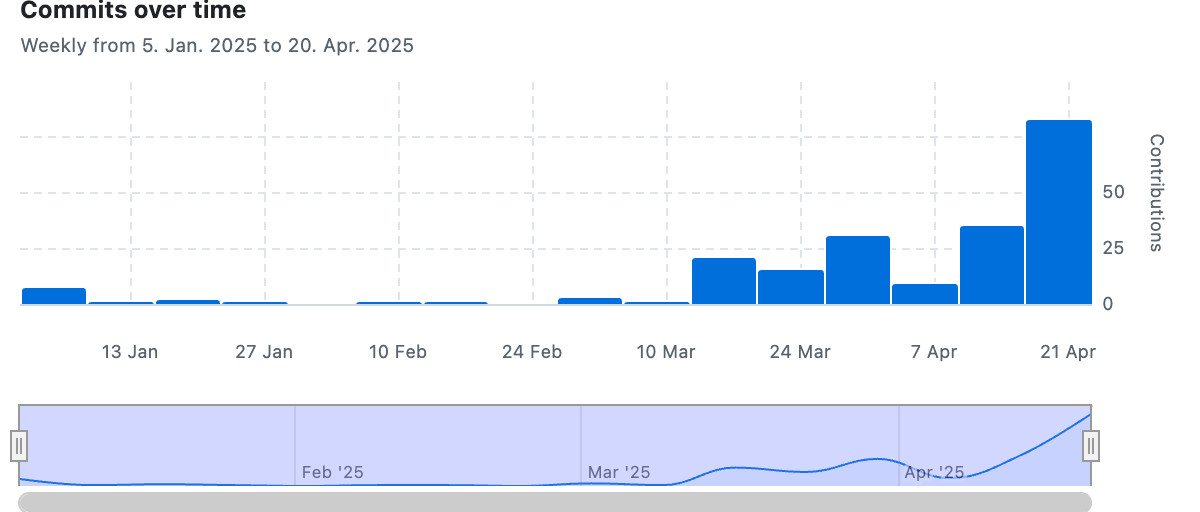 Commits over time
Weekly from 5. Jan. 2025 to 20. Apr. 2025
50
25
0
Contributions
13 Jan
27 Jan
10 Feb
24 Feb
10 Mar
24 Mar
7 Apr
21 Apr
Feb '25
Mar '25
Apr '25